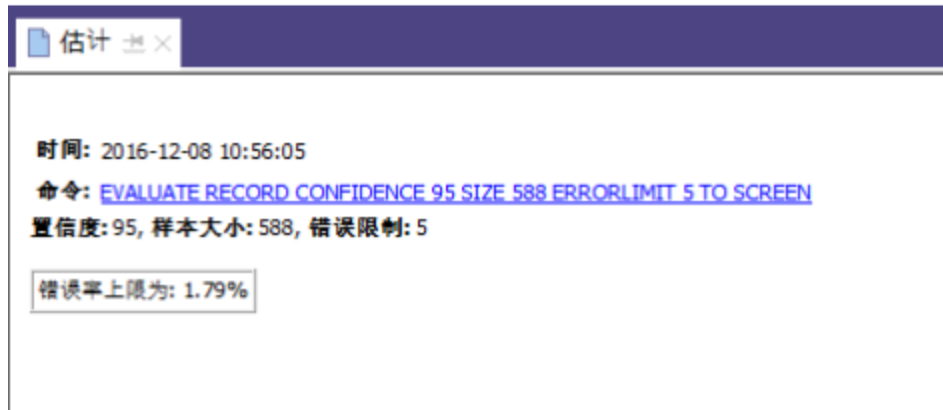 估计
时间: 2016-12-08 10:56:05
命令: EVALUATE RECORD CONFIDENCE 95 SIZE 588 ERRORLIMIT 5 TO SCREEN
置信度: 95, 样本大小: 588, 错误限制: 5
错误率上限为: 1.79%